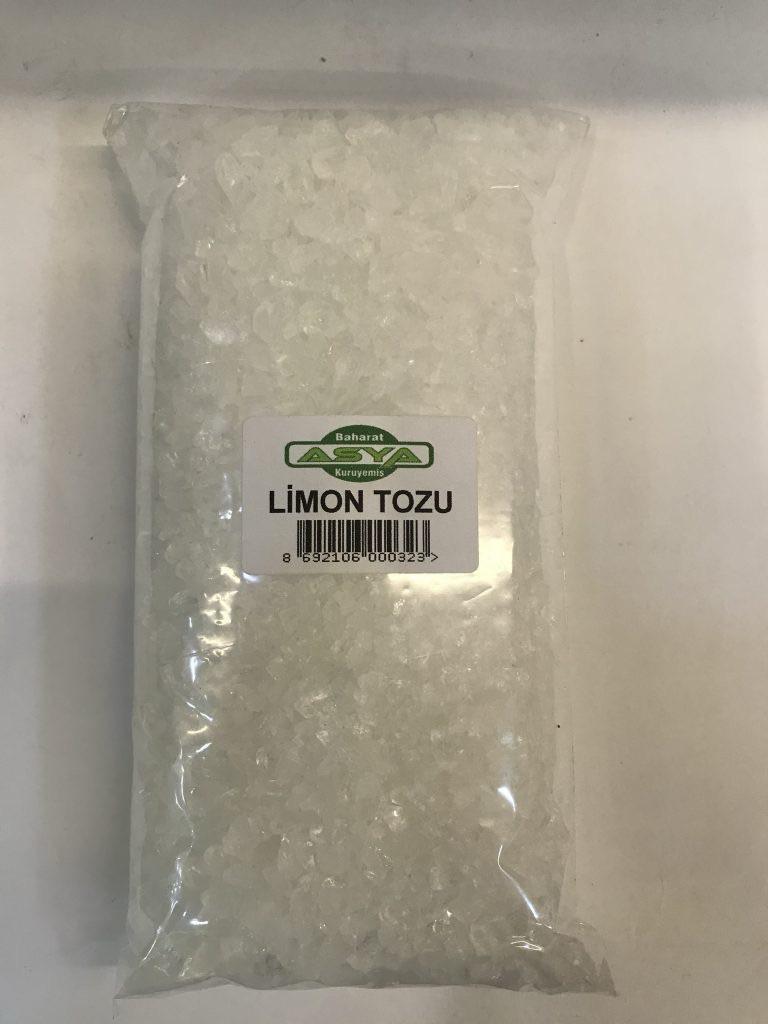 Baharat
ASYA
Kuruyemiş
LİMON TOZU
8 692106 000323>